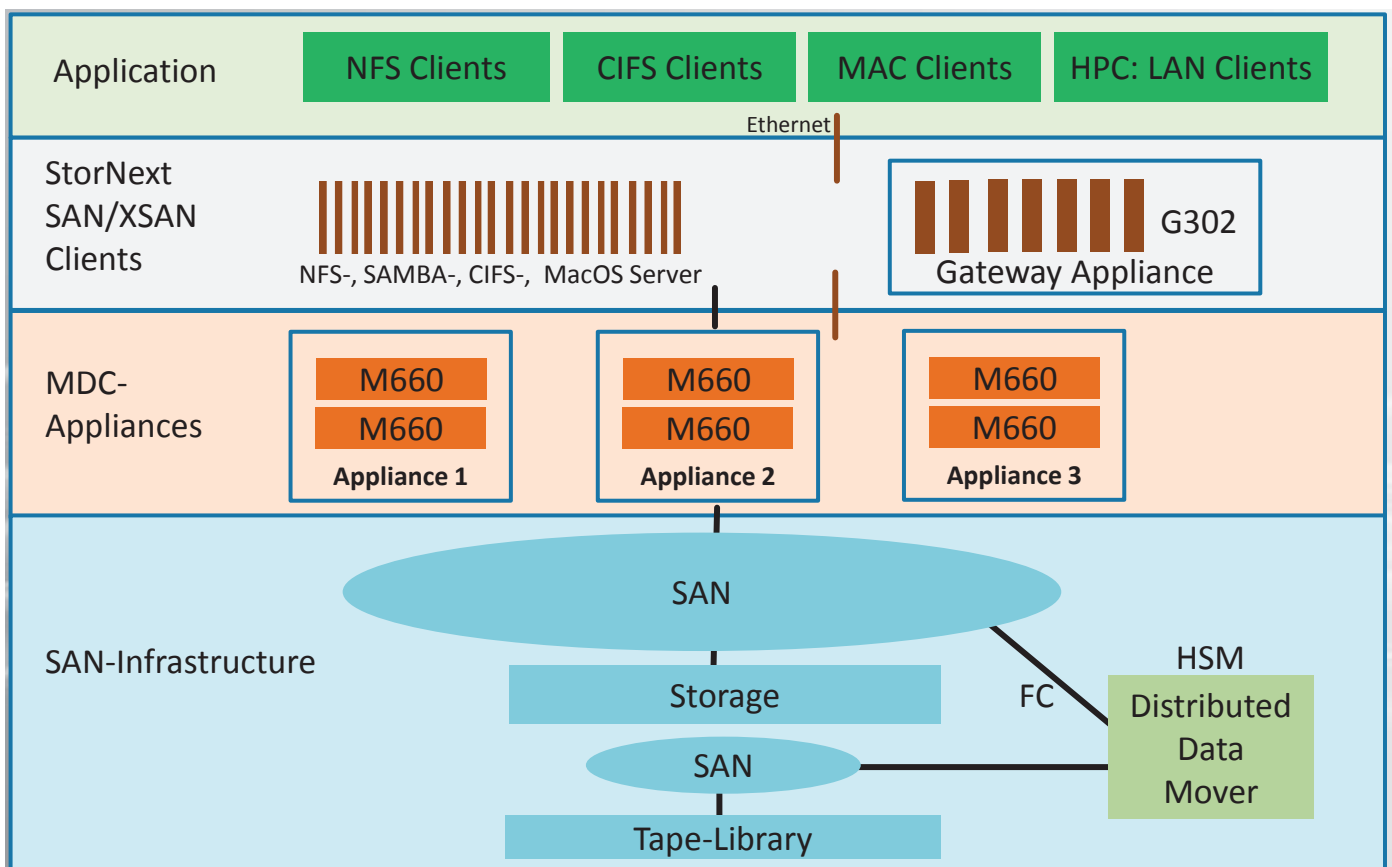 Application
NFS Clients
CIFS Clients
MAC Clients
HPC: LAN Clients
Ethernet
StorNext
SAN/XSAN
Clients
NFS-, SAMBA-, CIFS-, MacOS Server
G302
Gateway Appliance
MDC-
Appliances
M660
M660
Appliance 1
M660
M660
Appliance 2
M660
M660
Appliance 3
SAN-Infrastructure
SAN
Storage
SAN
Tape-Library
FC
HSM
Distributed
Data
Mover